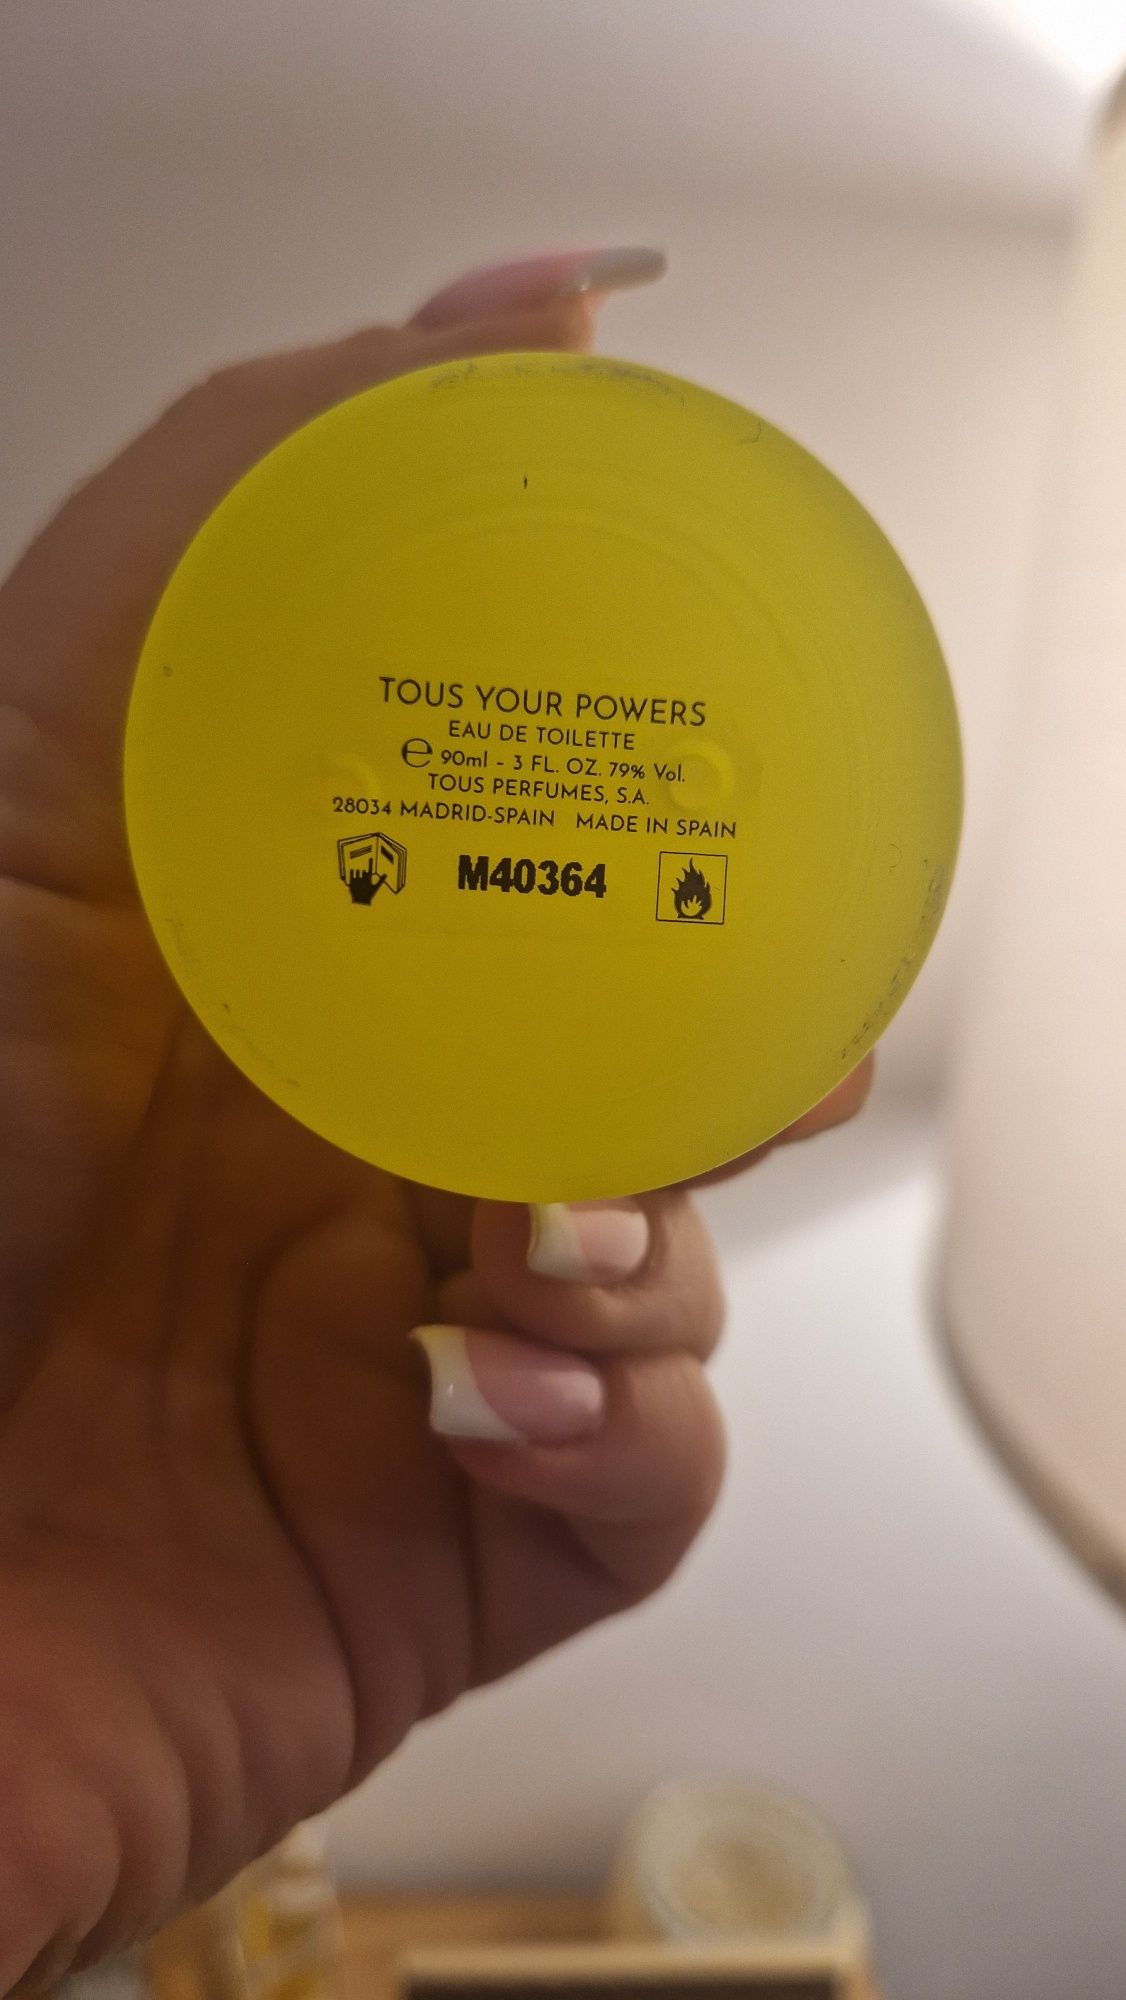 TOUS YOUR POWERS
EAU DE TOILETTE
℮ 90ml - 3 FL. OZ. 79% Vol.
TOUS PERFUMES, S.A.
28034 MADRID-SPAIN MADE IN SPAIN
M40364